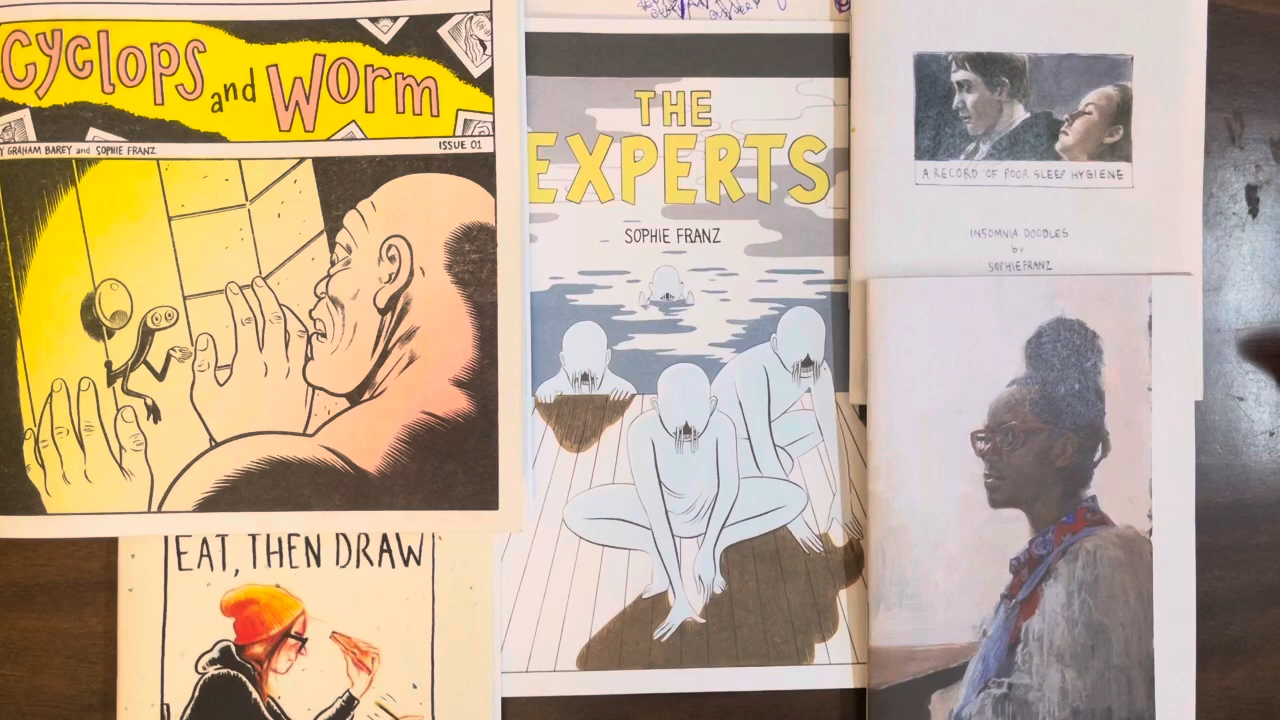 Cyclops and Worm
Y GRAHAM BAREY and SOPHIE FRANZ
ISSUE 01
EAT, THEN DRAW
THE
EXPERTS
SOPHIE FRANZ
A RECORD OF POOR SLEEP HYGIENE
INSOMNIA DOODLES
by
SOPHIE FRANZ